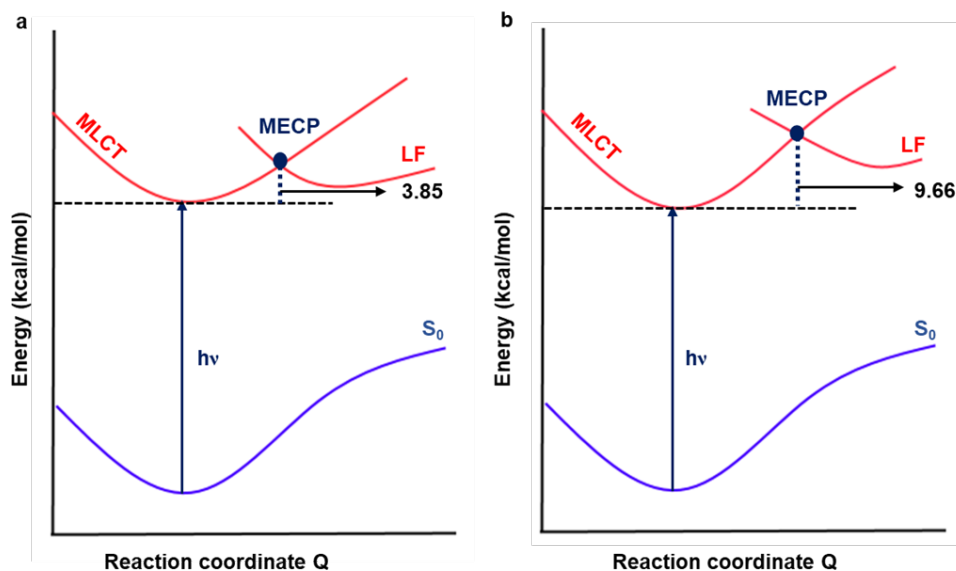 a
MLCT
MECP
LF
3.85
hν
S₀
Energy (kcal/mol)
Reaction coordinate Q
b
MLCT
MECP
LF
9.66
hν
S₀
Energy (kcal/mol)
Reaction coordinate Q